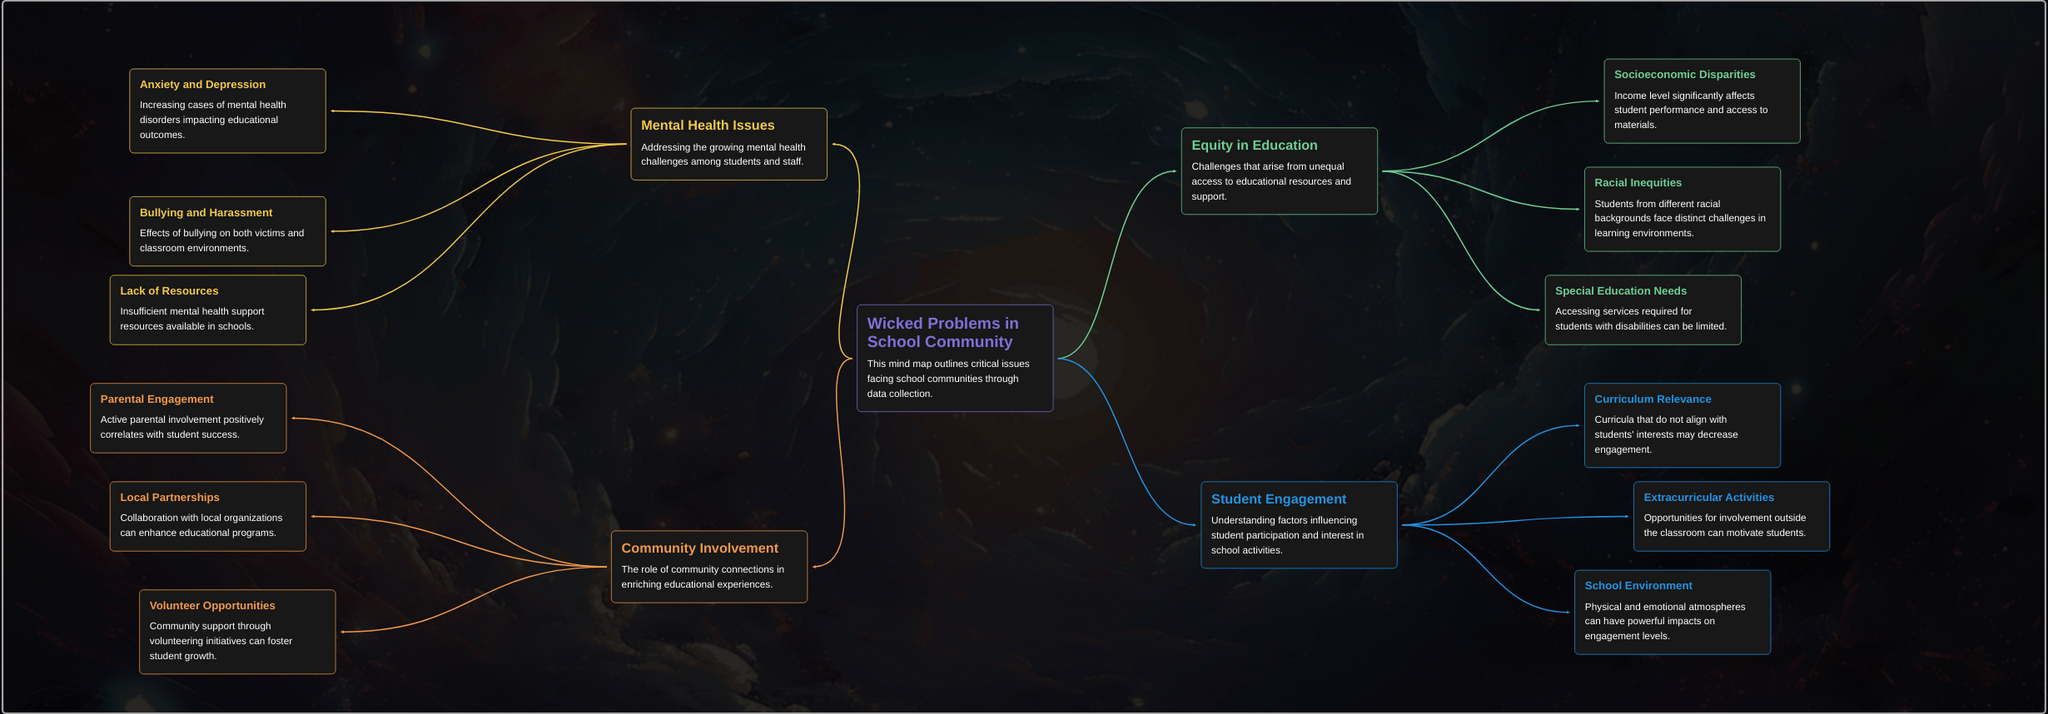 Anxiety and Depression
Increasing cases of mental health
disorders impacting educational
outcomes.
Bullying and Harassment
Effects of bullying on both victims and
classroom environments.
Lack of Resources
Insufficient mental health support
resources available in schools.
Mental Health Issues
Addressing the growing mental health
challenges among students and staff.
Parental Engagement
Active parental involvement positively
correlates with student success.
Local Partnerships
Collaboration with local organizations
can enhance educational programs.
Volunteer Opportunities
Community support through
volunteering initiatives can foster
student growth.
Community Involvement
The role of community connections in
enriching educational experiences.
Wicked Problems in
School Community
This mind map outlines critical issues
facing school communities through
data collection.
Equity in Education
Challenges that arise from unequal
access to educational resources and
support.
Socioeconomic Disparities
Income level significantly affects
student performance and access to
materials.
Racial Inequities
Students from different racial
backgrounds face distinct challenges in
learning environments.
Special Education Needs
Accessing services required for
students with disabilities can be limited.
Student Engagement
Understanding factors influencing
student participation and interest in
school activities.
Curriculum Relevance
Curricula that do not align with
students' interests may decrease
engagement.
Extracurricular Activities
Opportunities for involvement outside
the classroom can motivate students.
School Environment
Physical and emotional atmospheres
can have powerful impacts on
engagement levels.